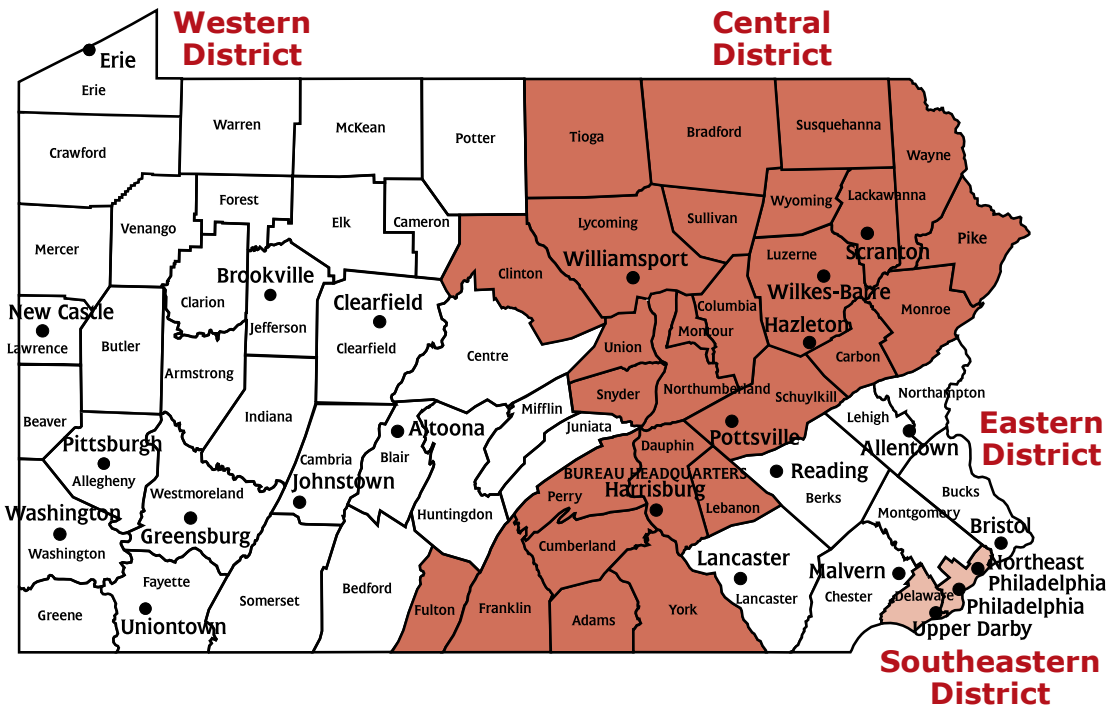 Western
District
Central
District
Erie
Erie
Warren
McKean
Potter
Tioga
Bradford
Susquehanna
Wayne
Crawford
Forest
Elk
Cameron
Venango
Mercer
Lycoming
Sullivan
Wyoming
Lackawanna
Pike
Scranton
Luzerne
Williamsport
Clinton
Brookville
Clarion
Clearfield
Wilkes-Barre
Columbia
Monroe
New Castle
Jefferson
Hazleton
Montour
Lawrence
Butler
Clearfield
Centre
Union
Carbon
Armstrong
Snyder
Northumberland
Schuylkill
Northampton
Beaver
Indiana
Mifflin
Juniata
Lehigh
Eastern
District
Pittsburgh
Altoona
Pottsville
Allentown
Dauphin
Allegheny
Cambria
Blair
BUREAU HEADQUARTERS
Reading
Johnstown
Harrisburg
Westmoreland
Perry
Lebanon
Berks
Bucks
Washington
Huntingdon
Montgomery
Bristol
Greensburg
Washington
Cumberland
Lancaster
Malvern
Northeast
Philadelphia
Fayette
Bedford
Somerset
Fulton
Franklin
Adams
York
Lancaster
Chester
Delaware
Philadelphia
Greene
Uniontown
Upper Darby
Southeastern
District